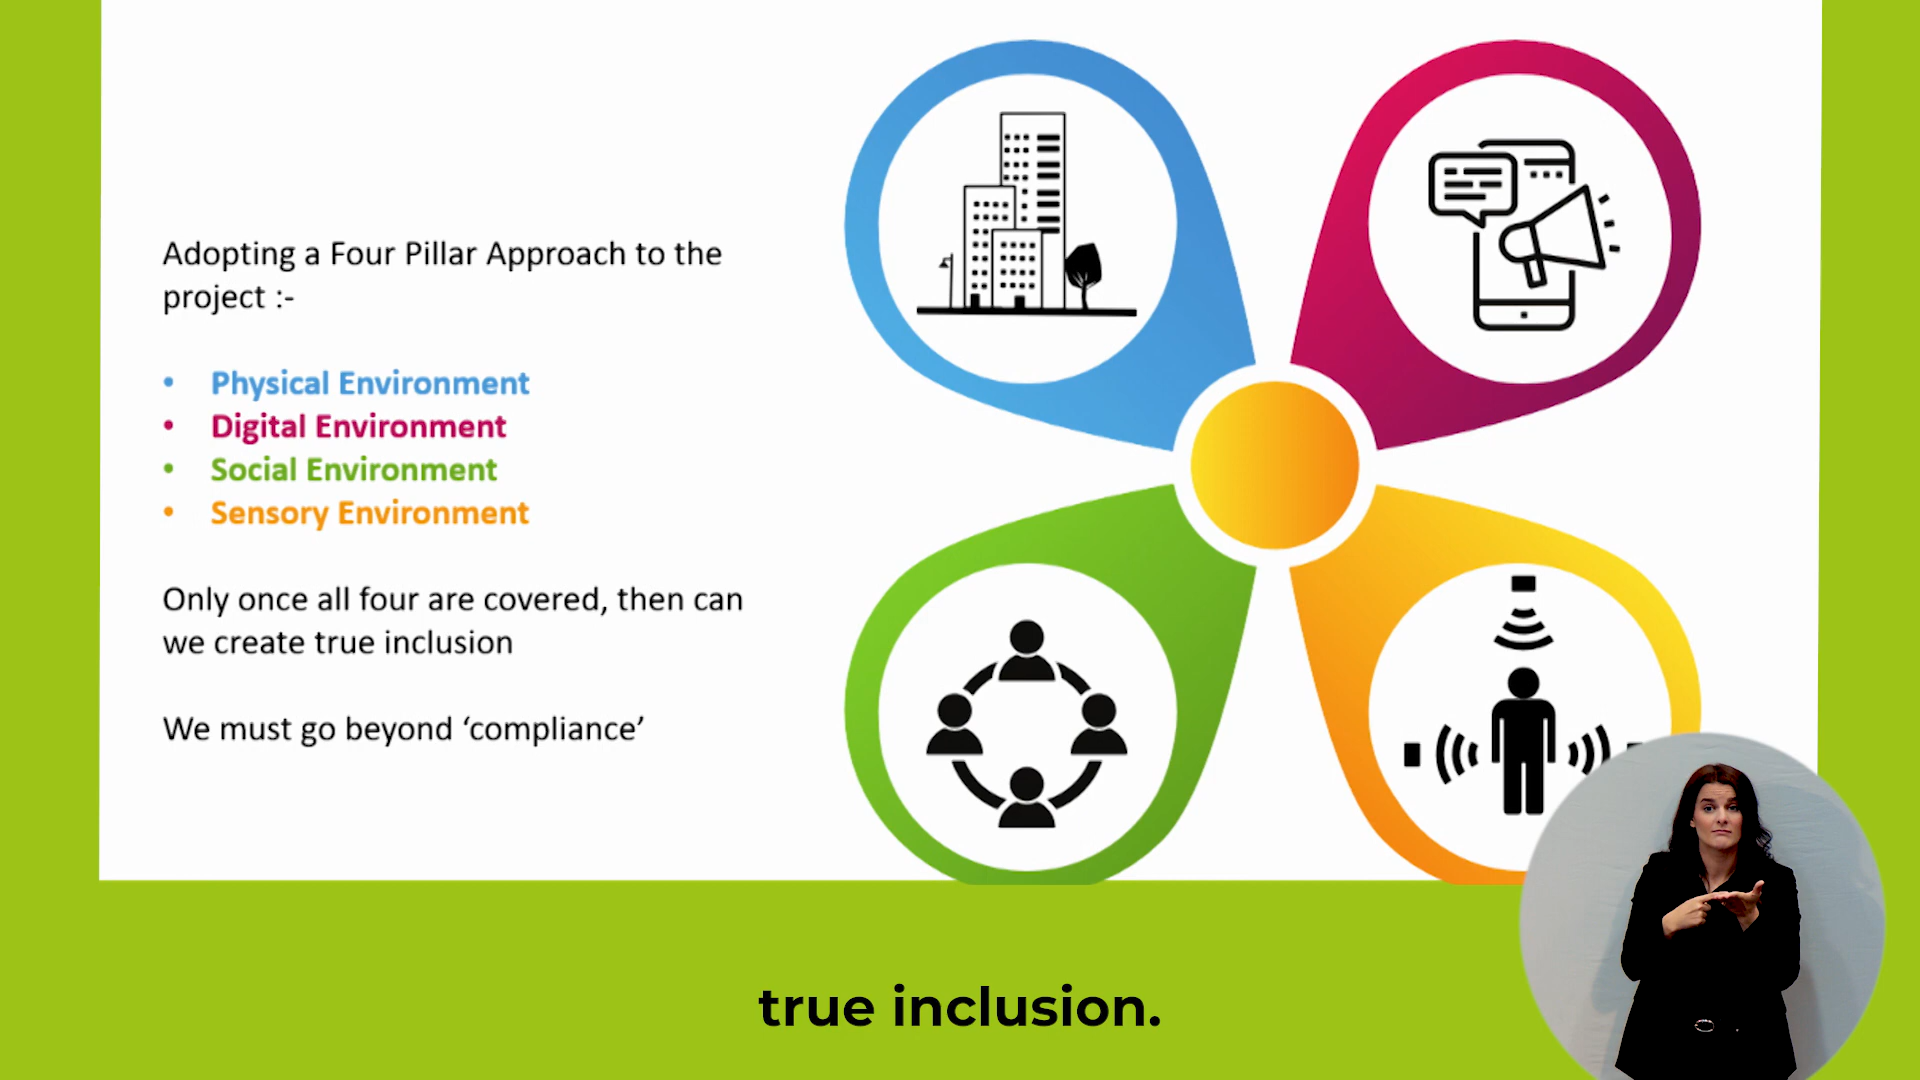 Adopting a Four Pillar Approach to the
project :-
• Physical Environment
• Digital Environment
• Social Environment
• Sensory Environment
Only once all four are covered, then can
we create true inclusion
We must go beyond ‘compliance’
true inclusion.